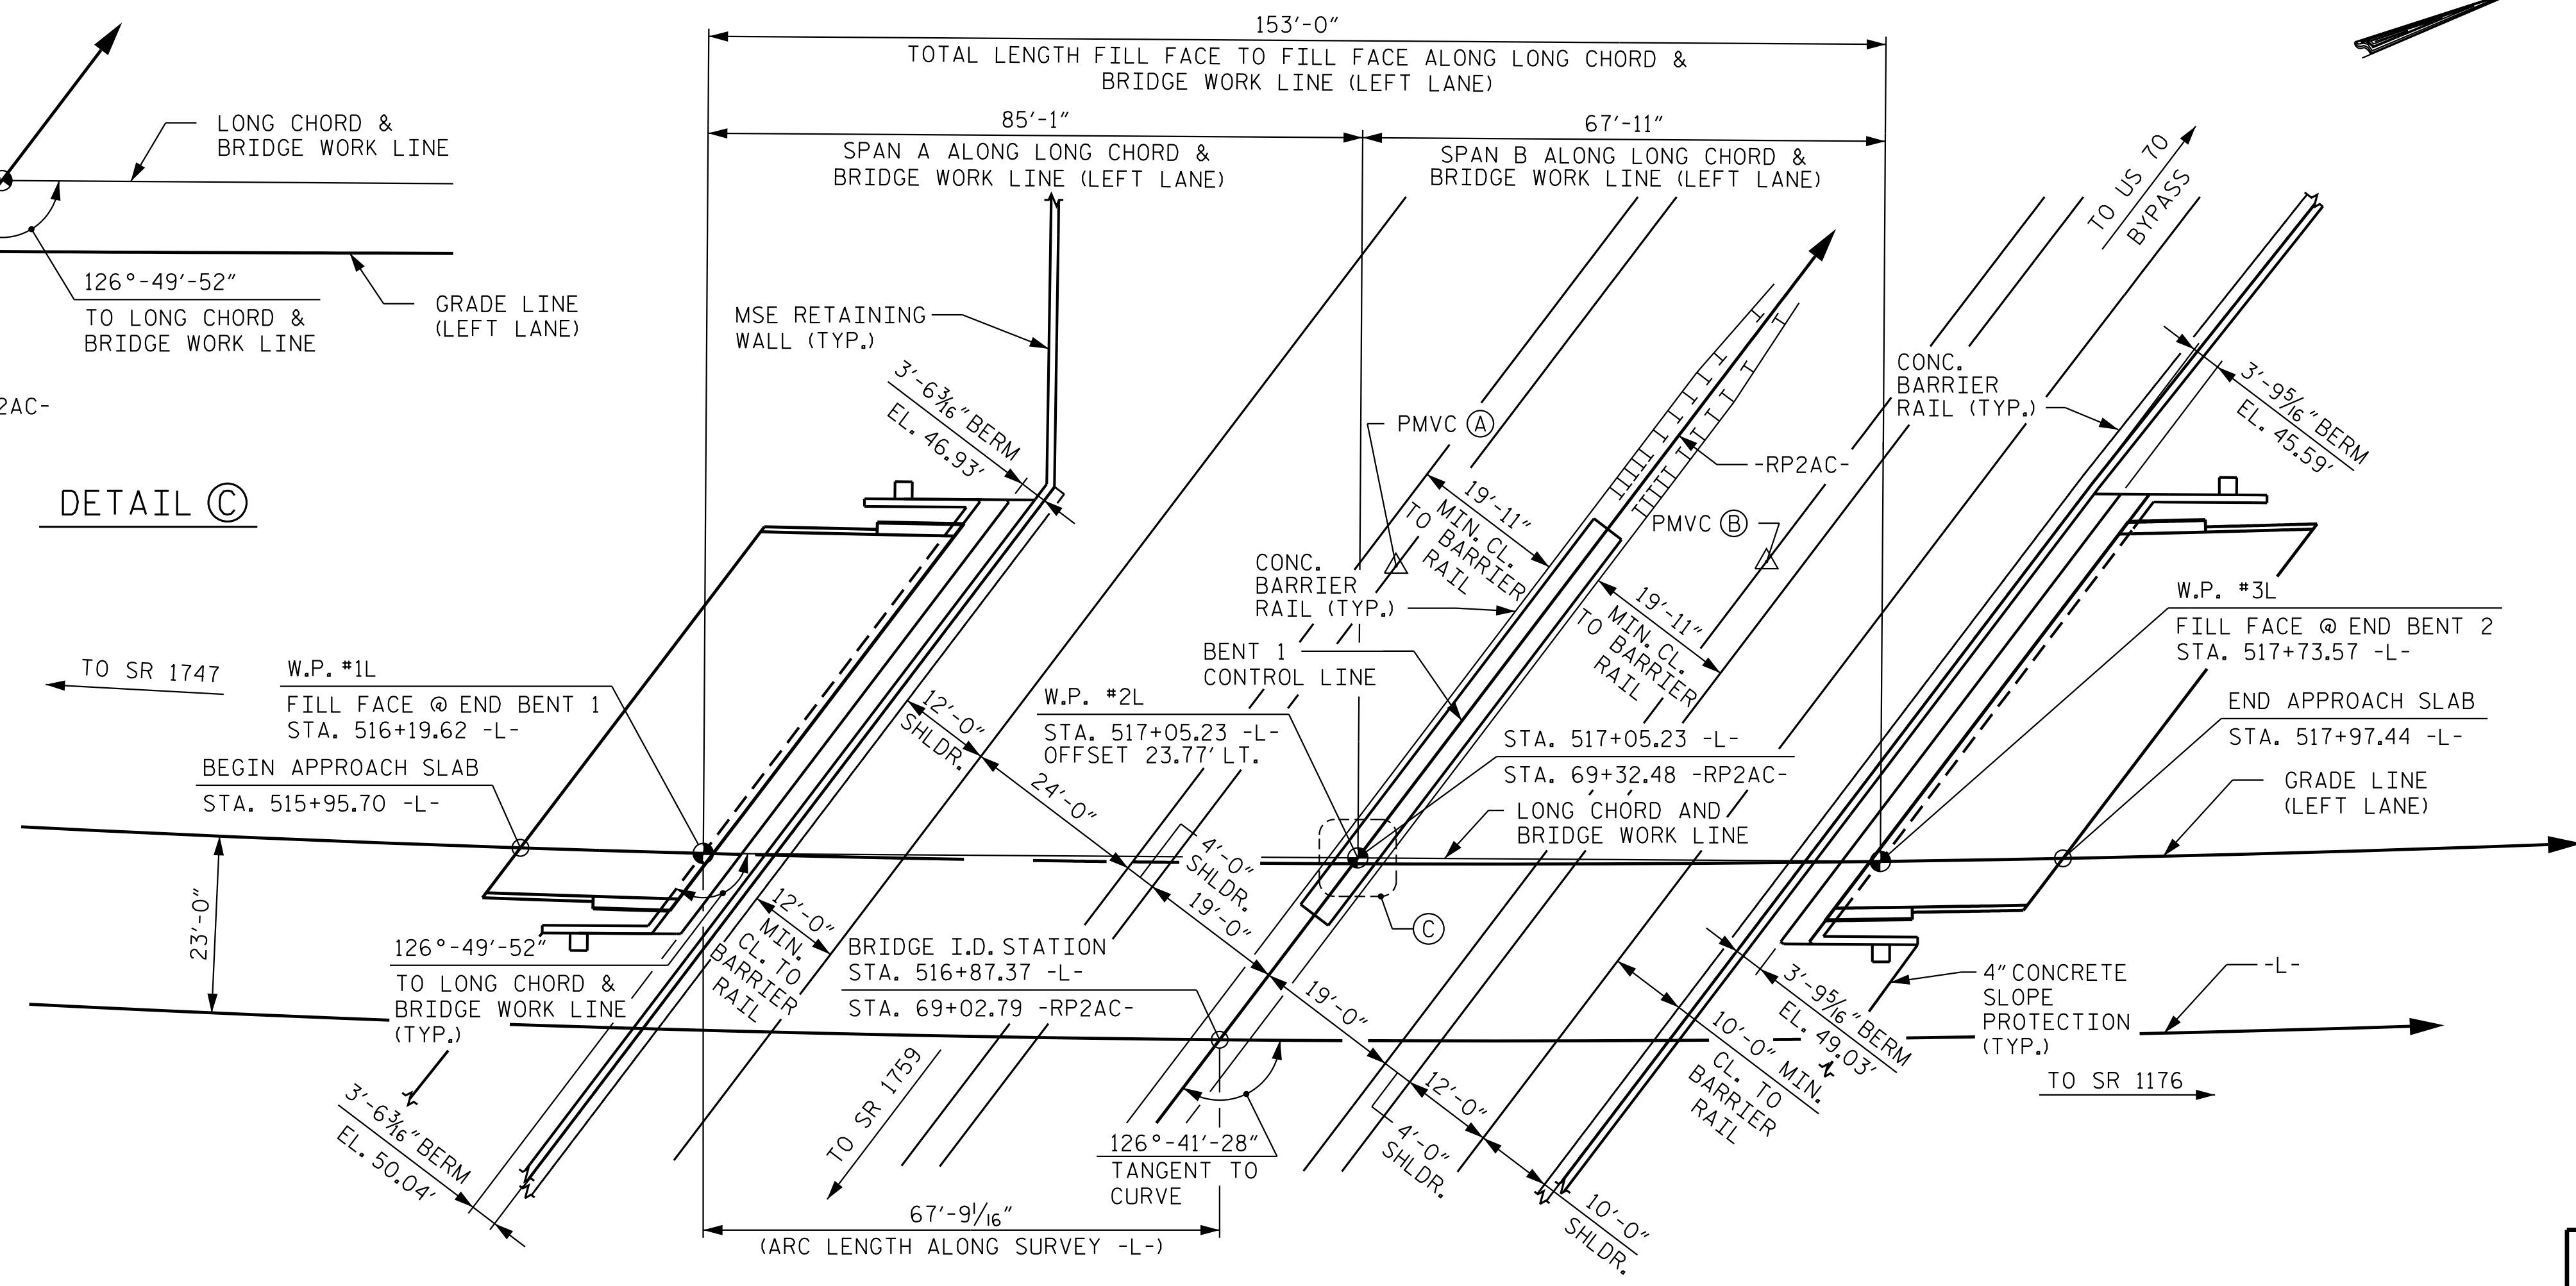 153'-0"
TOTAL LENGTH FILL FACE TO FILL FACE ALONG LONG CHORD &
BRIDGE WORK LINE (LEFT LANE)
85'-1"
SPAN A ALONG LONG CHORD &
BRIDGE WORK LINE (LEFT LANE)
67'-11"
SPAN B ALONG LONG CHORD &
BRIDGE WORK LINE (LEFT LANE)
LONG CHORD &
BRIDGE WORK LINE
126°-49'-52"
TO LONG CHORD &
BRIDGE WORK LINE
GRADE LINE
(LEFT LANE)
2AC-
DETAIL C
MSE RETAINING
WALL (TYP.)
3'-6 3/16" BERM
EL. 46.93'
TO US 70
BYPASS
CONC.
BARRIER
RAIL (TYP.)
3'-9 5/16" BERM
EL. 45.59'
PMVC A
-RP2AC-
19'-11"
MIN. CL.
TO BARRIER
RAIL
PMVC B
CONC.
BARRIER
RAIL (TYP.)
19'-11"
MIN. CL.
TO BARRIER
RAIL
BENT 1
CONTROL LINE
W.P. #3L
FILL FACE @ END BENT 2
STA. 517+73.57 -L-
TO SR 1747
W.P. #1L
FILL FACE @ END BENT 1
STA. 516+19.62 -L-
BEGIN APPROACH SLAB
STA. 515+95.70 -L-
12'-0"
SHLDR.
W.P. #2L
STA. 517+05.23 -L-
OFFSET 23.77' LT.
STA. 517+05.23 -L-
STA. 69+32.48 -RP2AC-
END APPROACH SLAB
STA. 517+97.44 -L-
GRADE LINE
(LEFT LANE)
24'-0"
LONG CHORD AND
BRIDGE WORK LINE
4'-0"
SHLDR.
19'-0"
C
23'-0"
12'-0"
MIN.
CL. TO
BARRIER
RAIL
126°-49'-52"
TO LONG CHORD &
BRIDGE WORK LINE
(TYP.)
BRIDGE I.D. STATION
STA. 516+87.37 -L-
STA. 69+02.79 -RP2AC-
19'-0"
3'-9 5/16" BERM
EL. 49.03'
10'-0" MIN.
CL. TO
BARRIER
RAIL
4" CONCRETE
SLOPE
PROTECTION
(TYP.)
-L-
TO SR 1176
3'-6 3/16" BERM
EL. 50.04'
TO SR 1759
126°-41'-28"
TANGENT TO
CURVE
12'-0"
4'-0"
SHLDR.
10'-0"
SHLDR.
67'-9 1/16"
(ARC LENGTH ALONG SURVEY -L-)